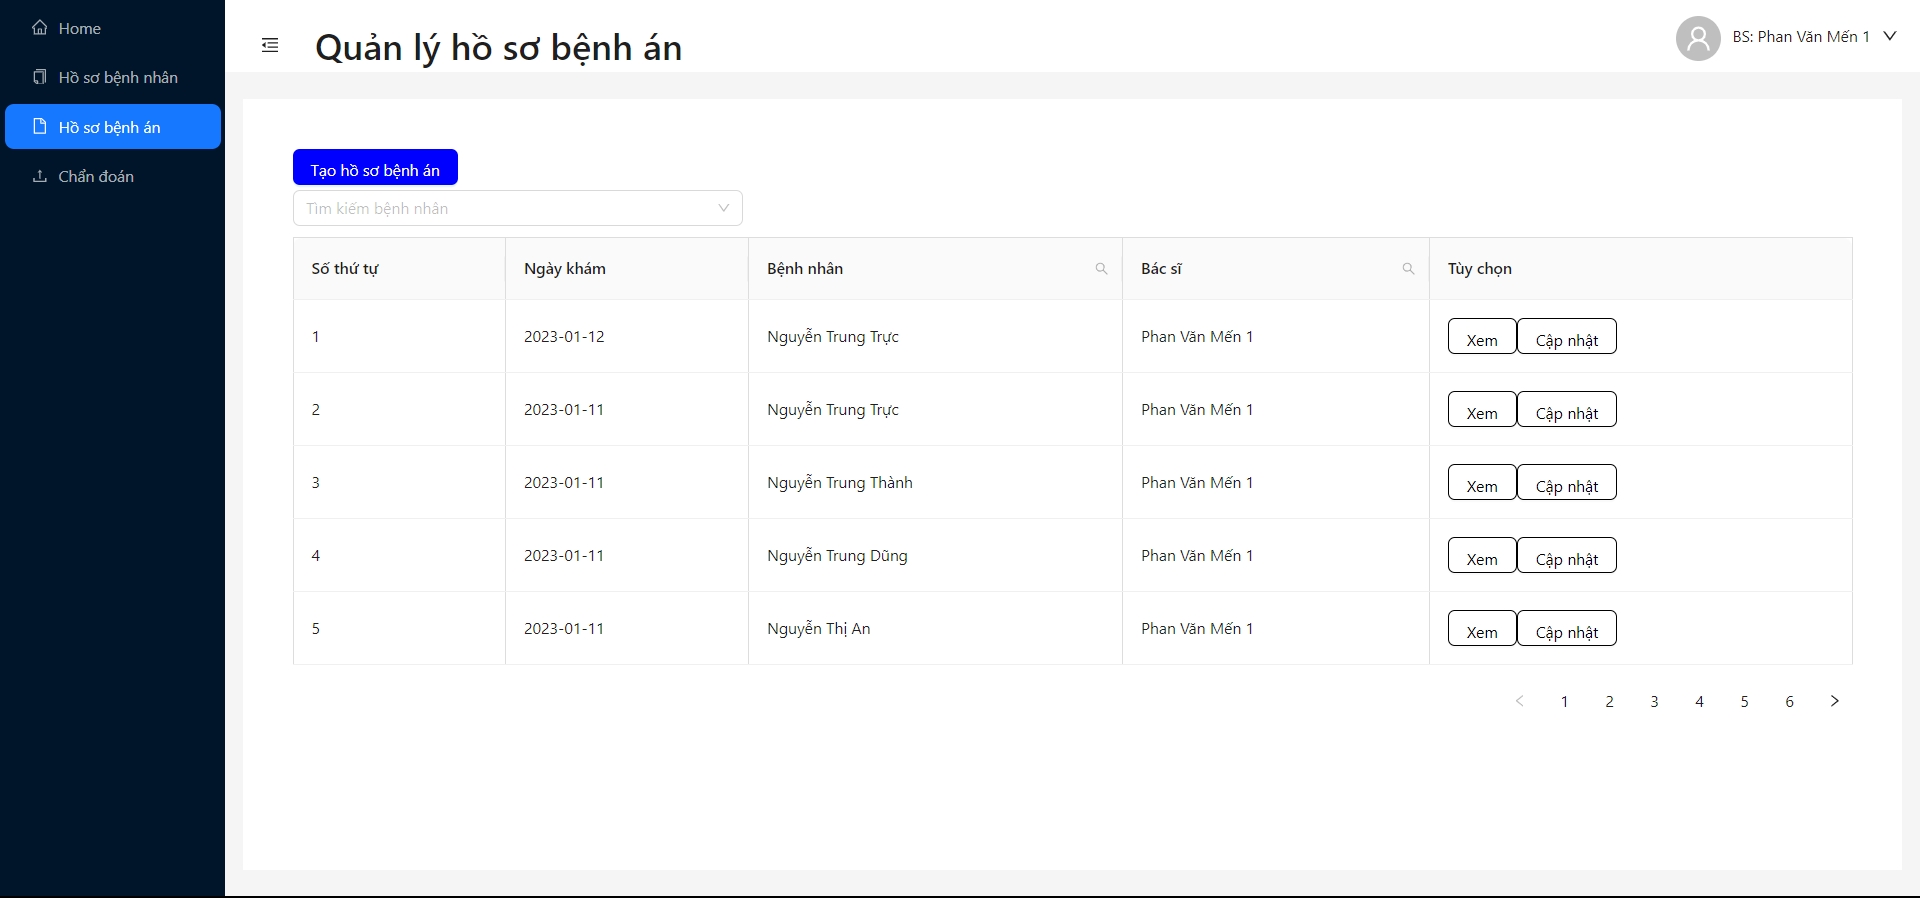 Home
Hồ sơ bệnh nhân
Hồ sơ bệnh án
Chẩn đoán
Quản lý hồ sơ bệnh án
BS: Phan Văn Mến 1
Tạo hồ sơ bệnh án
Tìm kiếm bệnh nhân
Số thứ tự Ngày khám Bệnh nhân Bác sĩ Tùy chọn
1 2023-01-12 Nguyễn Trung Trực Phan Văn Mến 1 Xem Cập nhật
2 2023-01-11 Nguyễn Trung Trực Phan Văn Mến 1 Xem Cập nhật
3 2023-01-11 Nguyễn Trung Thành Phan Văn Mến 1 Xem Cập nhật
4 2023-01-11 Nguyễn Trung Dũng Phan Văn Mến 1 Xem Cập nhật
5 2023-01-11 Nguyễn Thị An Phan Văn Mến 1 Xem Cập nhật
1 2 3 4 5 6